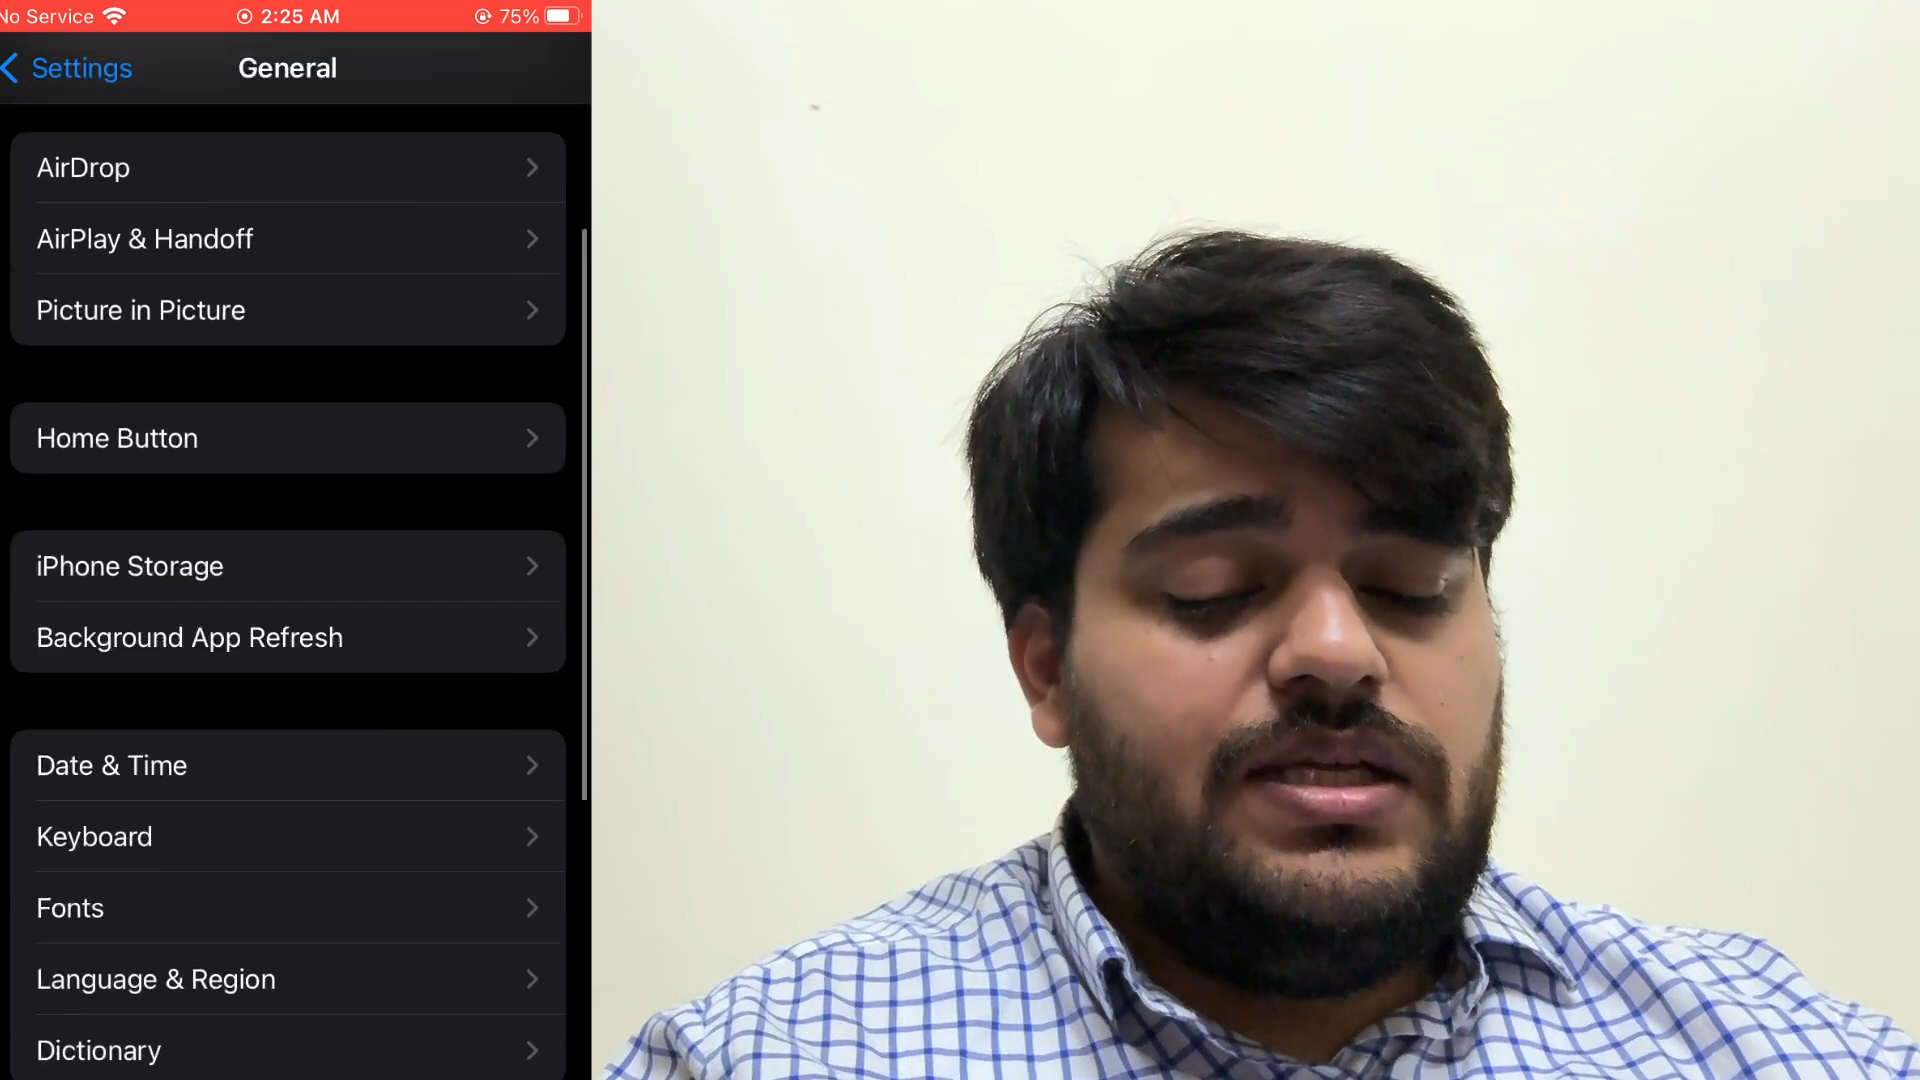 No Service 2:25 AM 75%
Settings General
AirDrop
AirPlay & Handoff
Picture in Picture
Home Button
iPhone Storage
Background App Refresh
Date & Time
Keyboard
Fonts
Language & Region
Dictionary